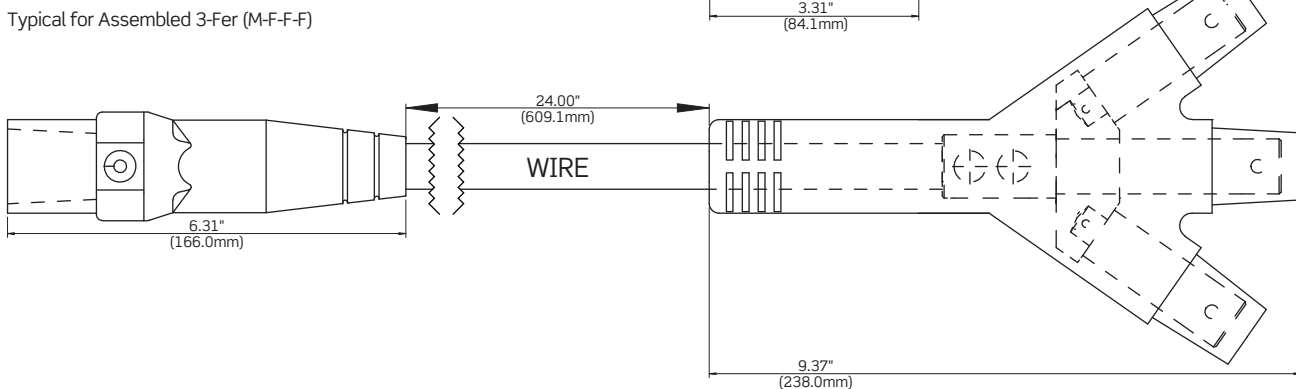 3.31"
(84.1mm)
Typical for Assembled 3-Fer (M-F-F-F)
24.00"
(609.1mm)
WIRE
6.31"
(166.0mm)
9.37"
(238.0mm)